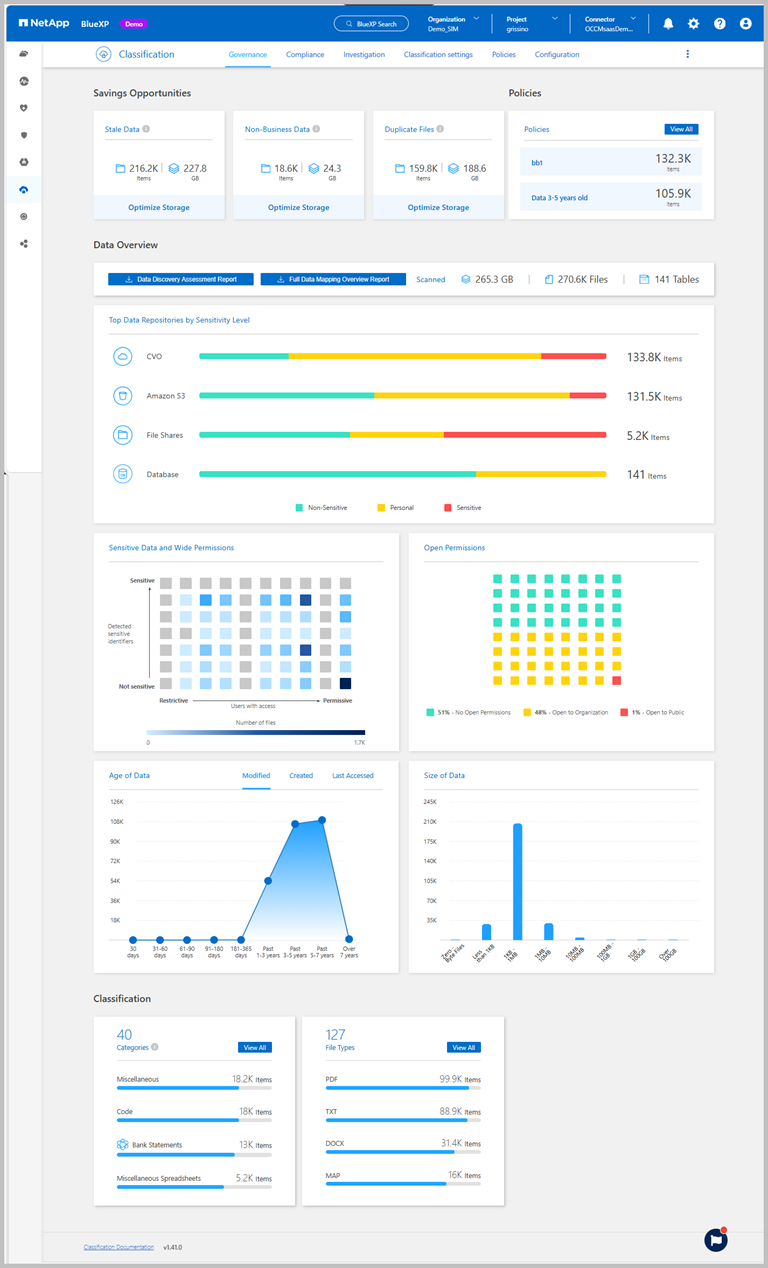 NetApp BlueXP Demo
BlueXP Search
Organization
Demo_SIM
Project
grissino
Connector
OCCMsaasDem...
Classification
Governance Compliance Investigation Classification settings Policies Configuration
Savings Opportunities
Stale Data
216.2K Items 227.8 GB
Optimize Storage
Non-Business Data
18.6K Items 24.3 GB
Optimize Storage
Duplicate Files
159.8K Items 188.6 GB
Optimize Storage
Policies
Policies View All
bb1 132.3K Items
Data 3-5 years old 105.9K Items
Data Overview
Data Discovery Assessment Report Full Data Mapping Overview Report Scanned 265.3 GB 270.6K Files 141 Tables
Top Data Repositories by Sensitivity Level
CVO 133.8K Items
Amazon S3 131.5K Items
File Shares 5.2K Items
Database 141 Items
Non-Sensitive Personal Sensitive
Sensitive Data and Wide Permissions
Sensitive
Detected
sensitive
identifiers
Not sensitive
Restrictive Users with access Permissive
Number of files
0 1.7K
Open Permissions
51% - No Open Permissions 48% - Open to Organization 1% - Open to Public
Age of Data Modified Created Last Accessed
126K
108K
90K
72K
54K
36K
18K
30 days 31-60 days 61-90 days 91-180 days 181-365 days Past 1-3 years Past 3-5 years Past 5-7 years Over 7 years
Size of Data
245K
210K
175K
140K
105K
70K
35K
Zero-Byte Files Less than 1KB 1KB - 1MB 1MB - 10MB 10MB - 100MB 100MB - 1GB 1GB - 100GB Over 100GB
Classification
40
Categories View All
Miscellaneous 18.2K Items
Code 18K Items
Bank Statements 13K Items
Miscellaneous Spreadsheets 5.2K Items
127
File Types View All
PDF 99.9K Items
TXT 88.9K Items
DOCX 31.4K Items
MAP 16K Items
Classification Documentation v1.41.0